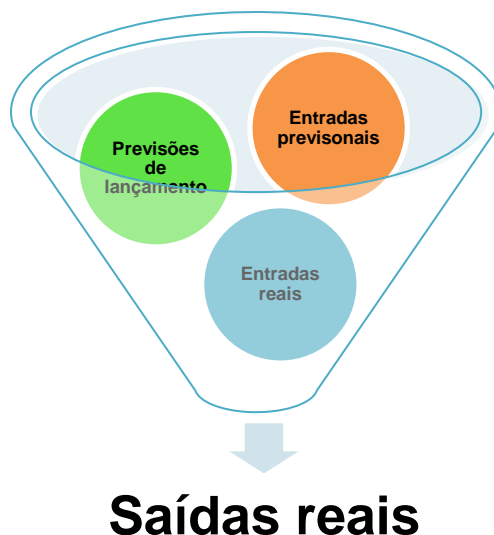 Previsões
de
lançamento
Entradas
previsonais
Entradas
reais
Saídas reais